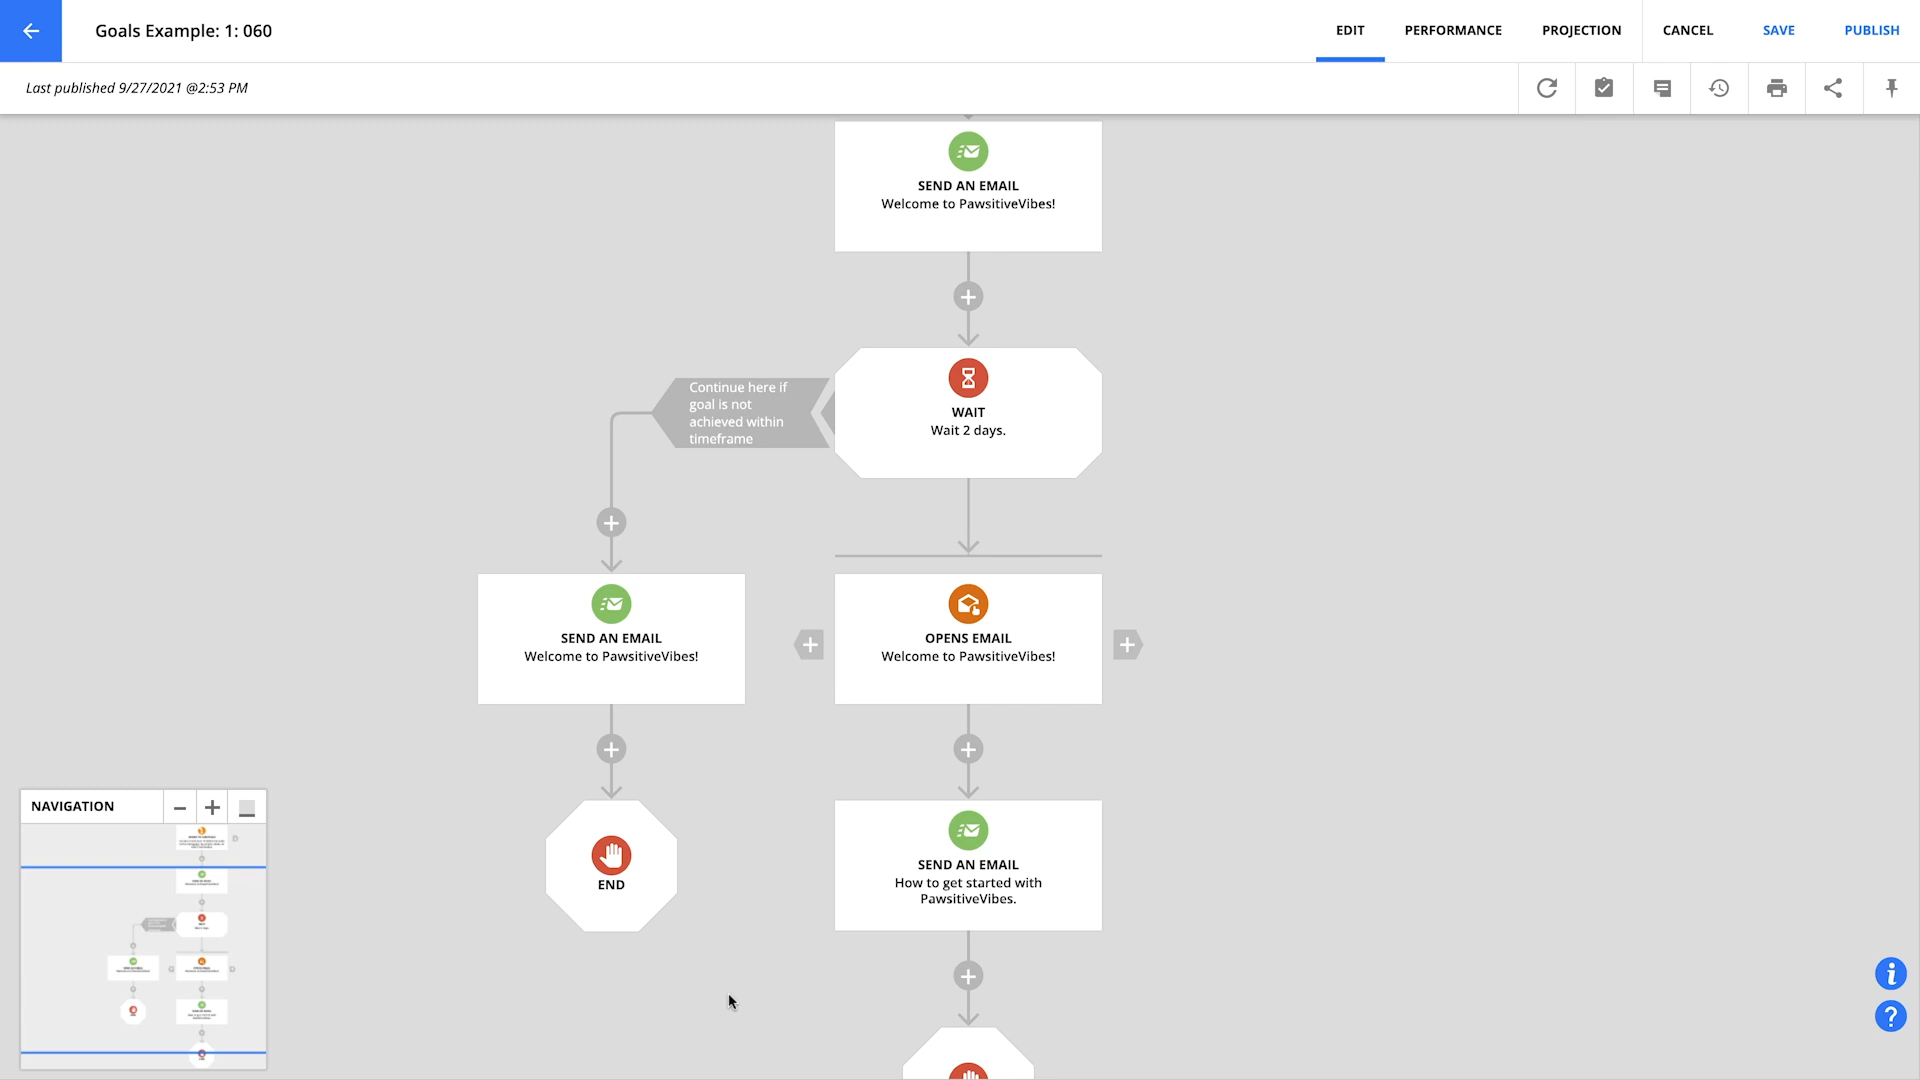 Goals Example: 1: 060
EDIT
PERFORMANCE
PROJECTION
CANCEL
SAVE
PUBLISH
Last published 9/27/2021 @2:53 PM
SEND AN EMAIL
Welcome to PawsitiveVibes!
Continue here if
goal is not
achieved within
timeframe
WAIT
Wait 2 days.
SEND AN EMAIL
Welcome to PawsitiveVibes!
OPENS EMAIL
Welcome to PawsitiveVibes!
END
SEND AN EMAIL
How to get started with
PawsitiveVibes.
NAVIGATION